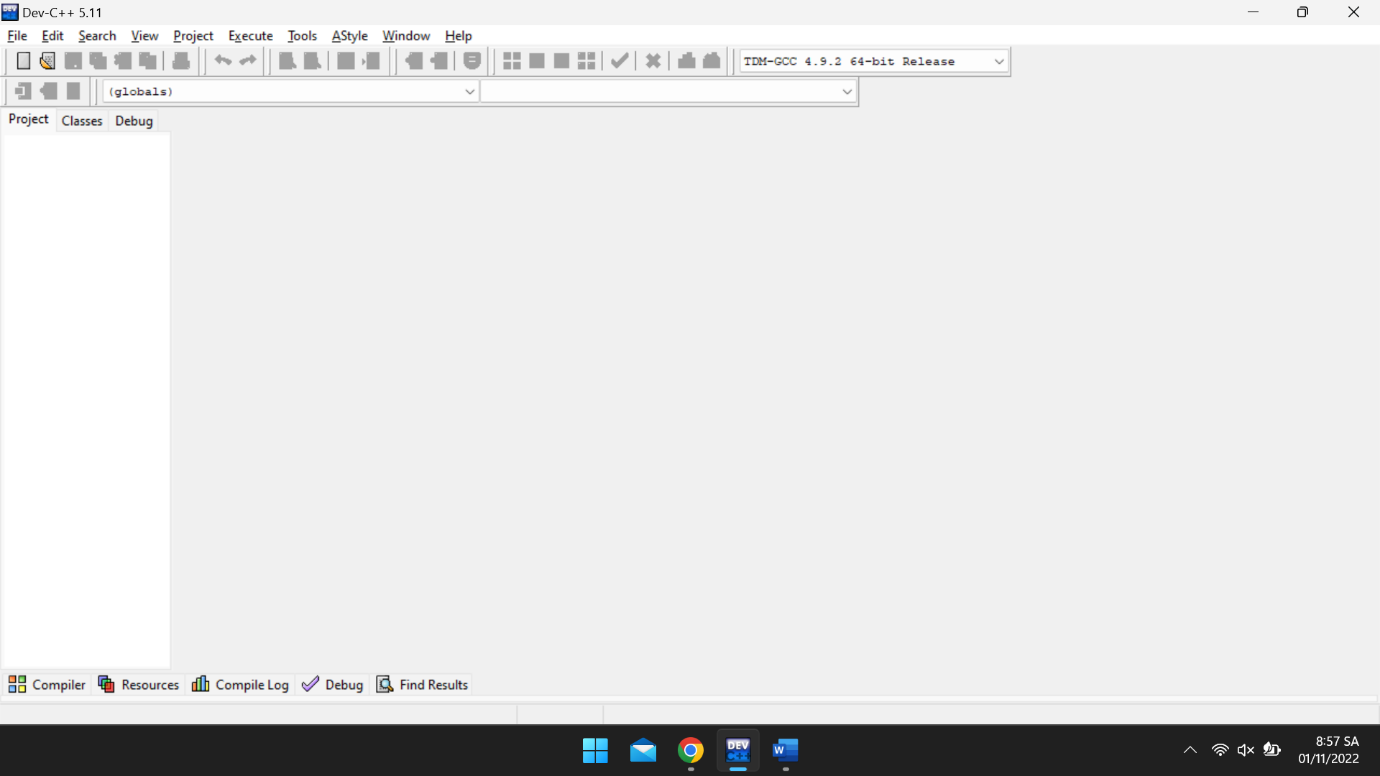 Dev-C++ 5.11
File Edit Search View Project Execute Tools AStyle Window Help
TDM-GCC 4.9.2 64-bit Release
(globals)
Project Classes Debug
Compiler Resources Compile Log Debug Find Results
DEV C++ W 8:57 SA
01/11/2022